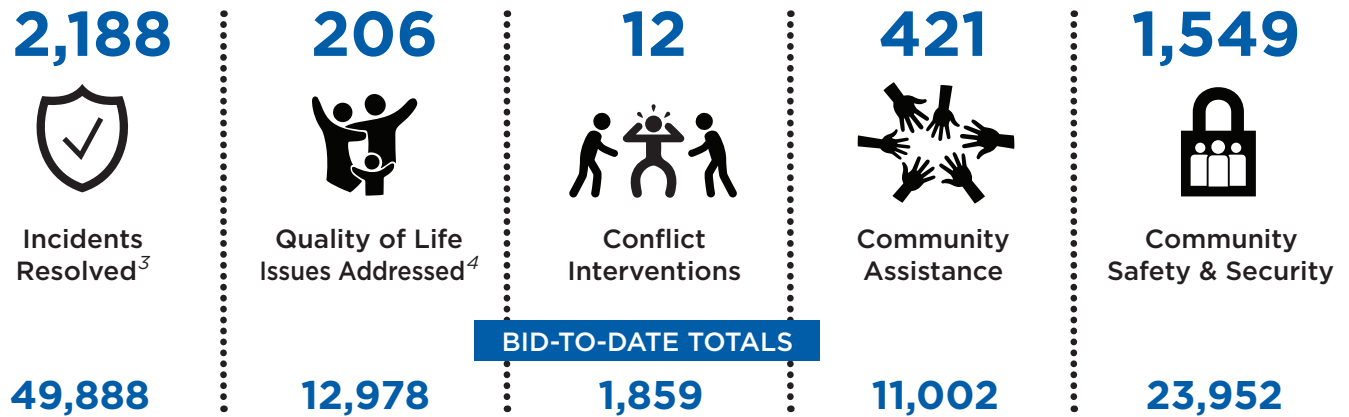 2,188
206
12
421
1,549
Incidents
Resolved3
Quality of Life
Issues Addressed4
Conflict
Interventions
Community
Assistance
Community
Safety & Security
BID-TO-DATE TOTALS
49,888
12,978
1,859
11,002
23,952